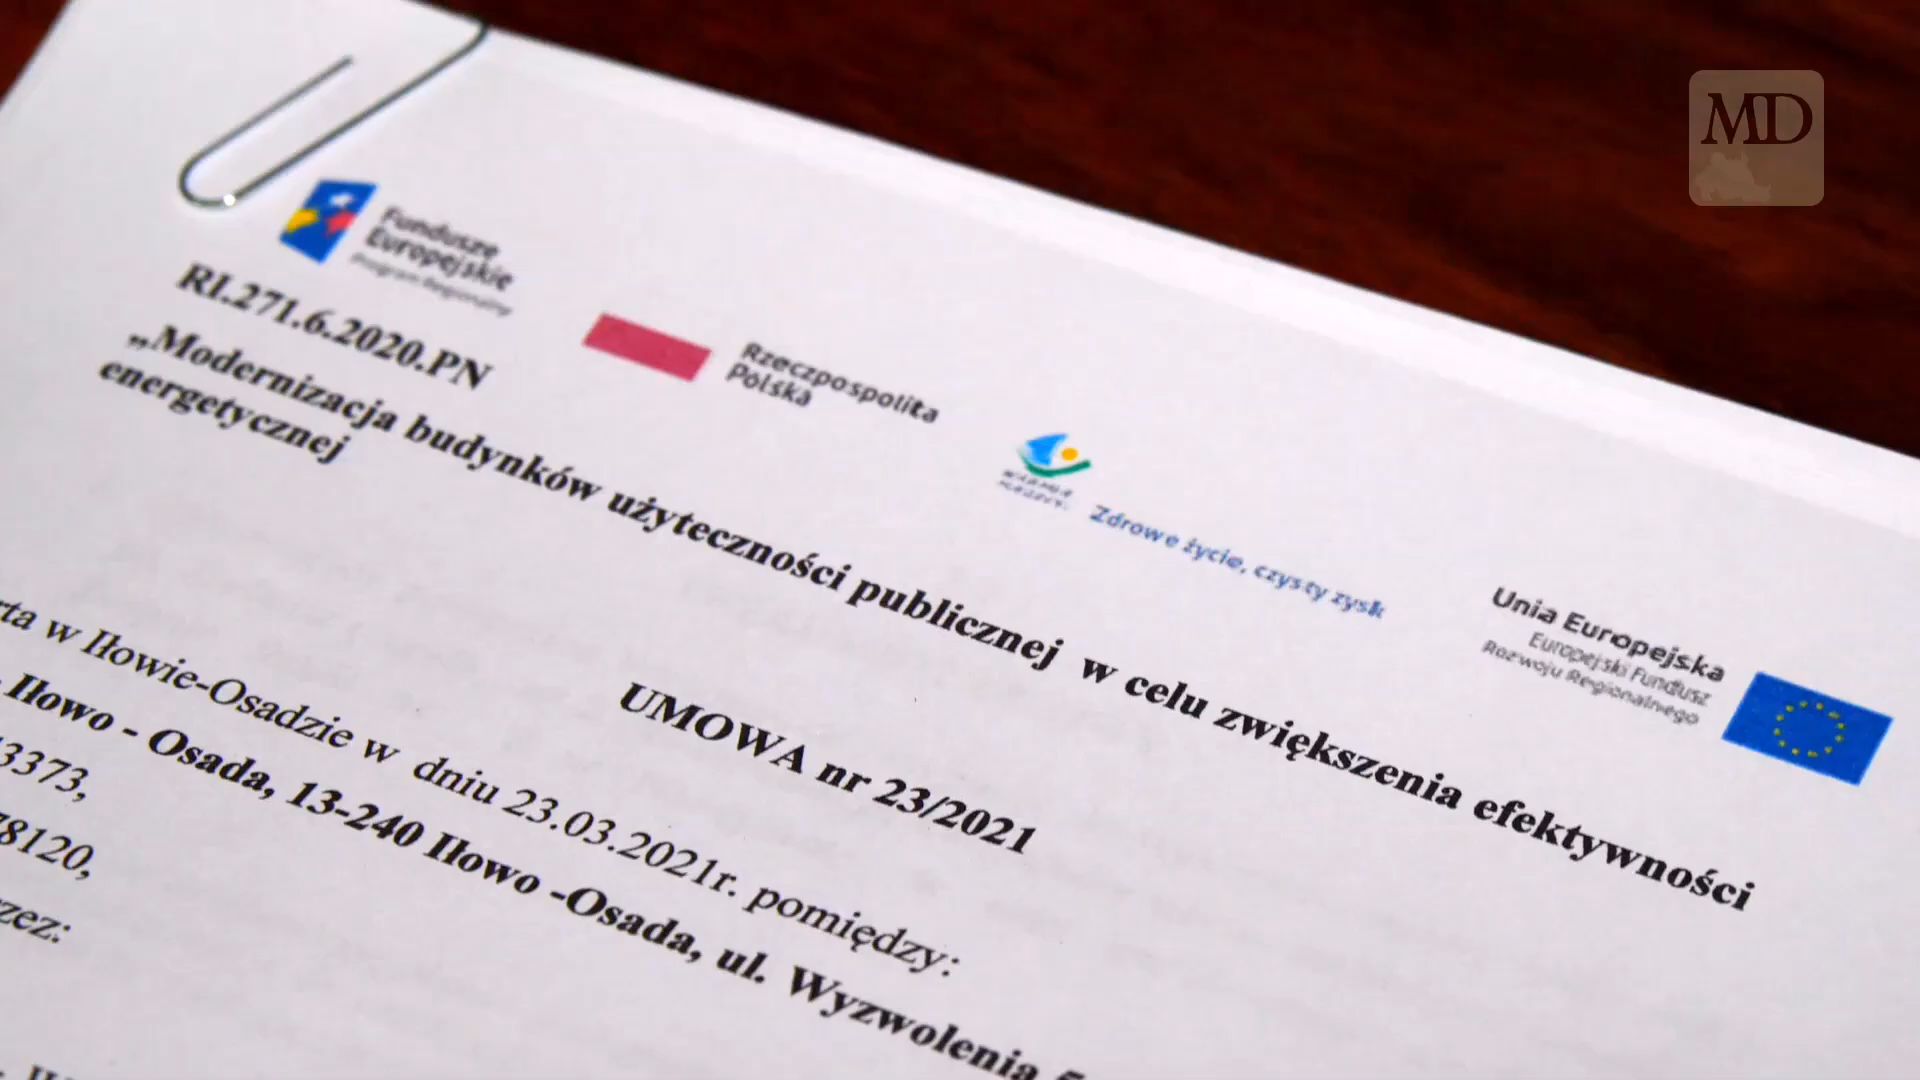 MD
Fundusze
Europejskie
Program Regionalny
Rzeczpospolita
Polska
Zdrowe życie, czysty zysk
Unia Europejska
Europejski Fundusz
Rozwoju Regionalnego
RI.271.6.2020.PN
„Modernizacja budynków użyteczności publicznej w celu zwiększenia efektywności
energetycznej
UMOWA nr 23/2021
w Iłowie-Osadzie w dniu 23.03.2021r. pomiędzy:
Iłowo - Osada, 13-240 Iłowo -Osada, ul. Wyzwolenia
3373,
8120,